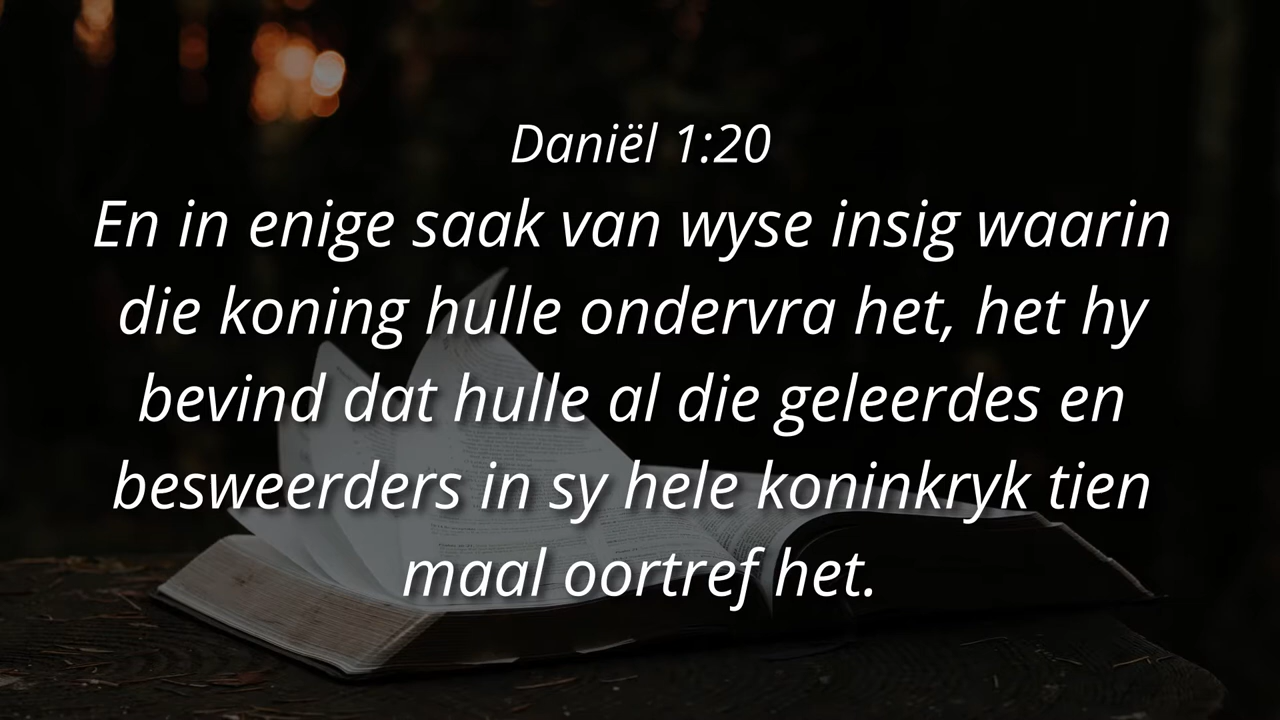 Daniël 1:20
En in enige saak van wyse insig waarin
die koning hulle ondervra het, het hy
bevind dat hulle al die geleerdes en
besweerders in sy hele koninkryk tien
maal oortref het.